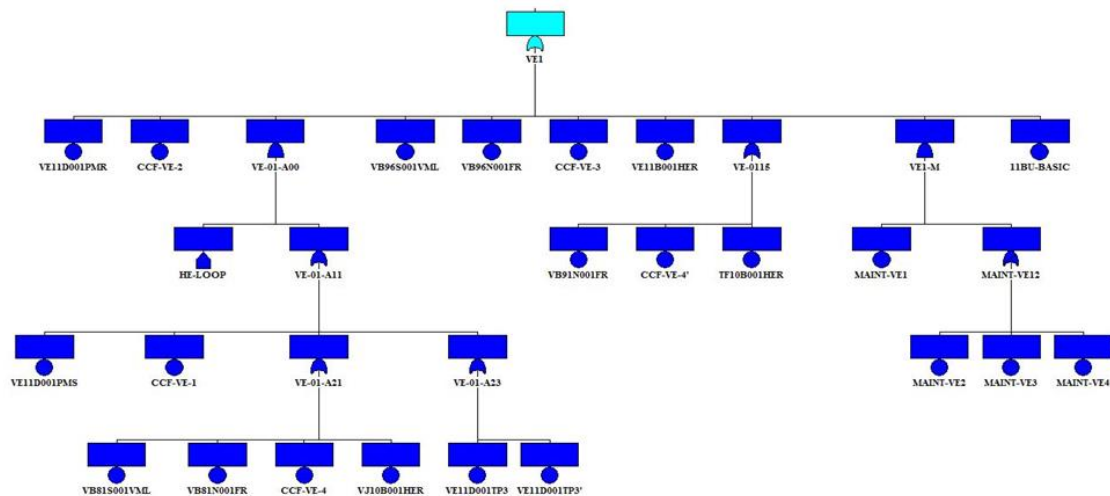 VE1
VE11D001PMR CCF-VE-2 VE-01-A00 VB96S001VML VB96N001FR CCF-VE-3 VE11B001HER VE-0115 VE1-M 11BU-BASIC
HE-LOOP VE-01-A11 VB91N001FR CCF-VE-4' TF10B001HER MAINT-VE1 MAINT-VE12
VE11D001PMS CCF-VE-1 VE-01-A21 VE-01-A23 MAINT-VE2 MAINT-VE3 MAINT-VE4
VB81S001VML VB81N001FR CCF-VE-4 VJ10B001HER VE11D001TP3 VE11D001TP3'